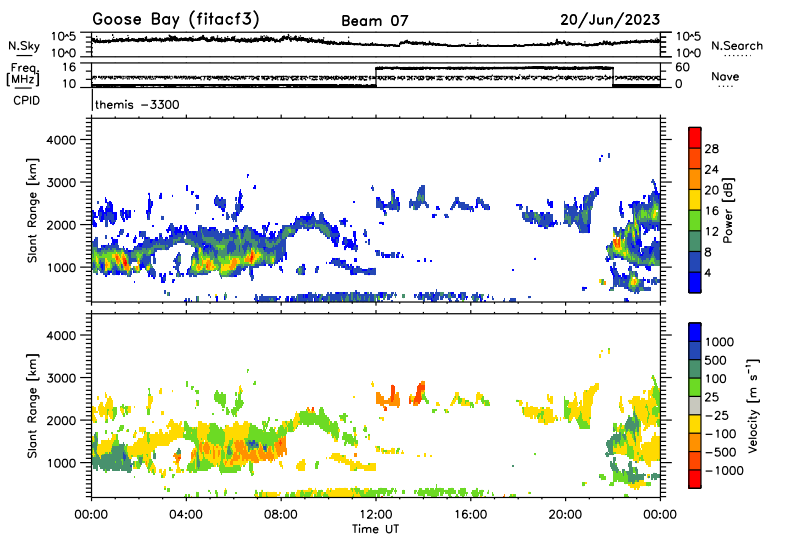 Goose Bay (fitacf3) Beam 07 20/Jun/2023
N.Sky 10^5 10^0 10^5 10^0 N.Search
Freq. [MHz] 16 10 60 0 Nave
CPID themis -3300
Slant Range [km] 4000 3000 2000 1000
Power [dB] 28 24 20 16 12 8 4
Slant Range [km] 4000 3000 2000 1000
Velocity [m s⁻¹] 1000 500 100 25 -25 -100 -500 -1000
00:00 04:00 08:00 12:00 16:00 20:00 00:00
Time UT